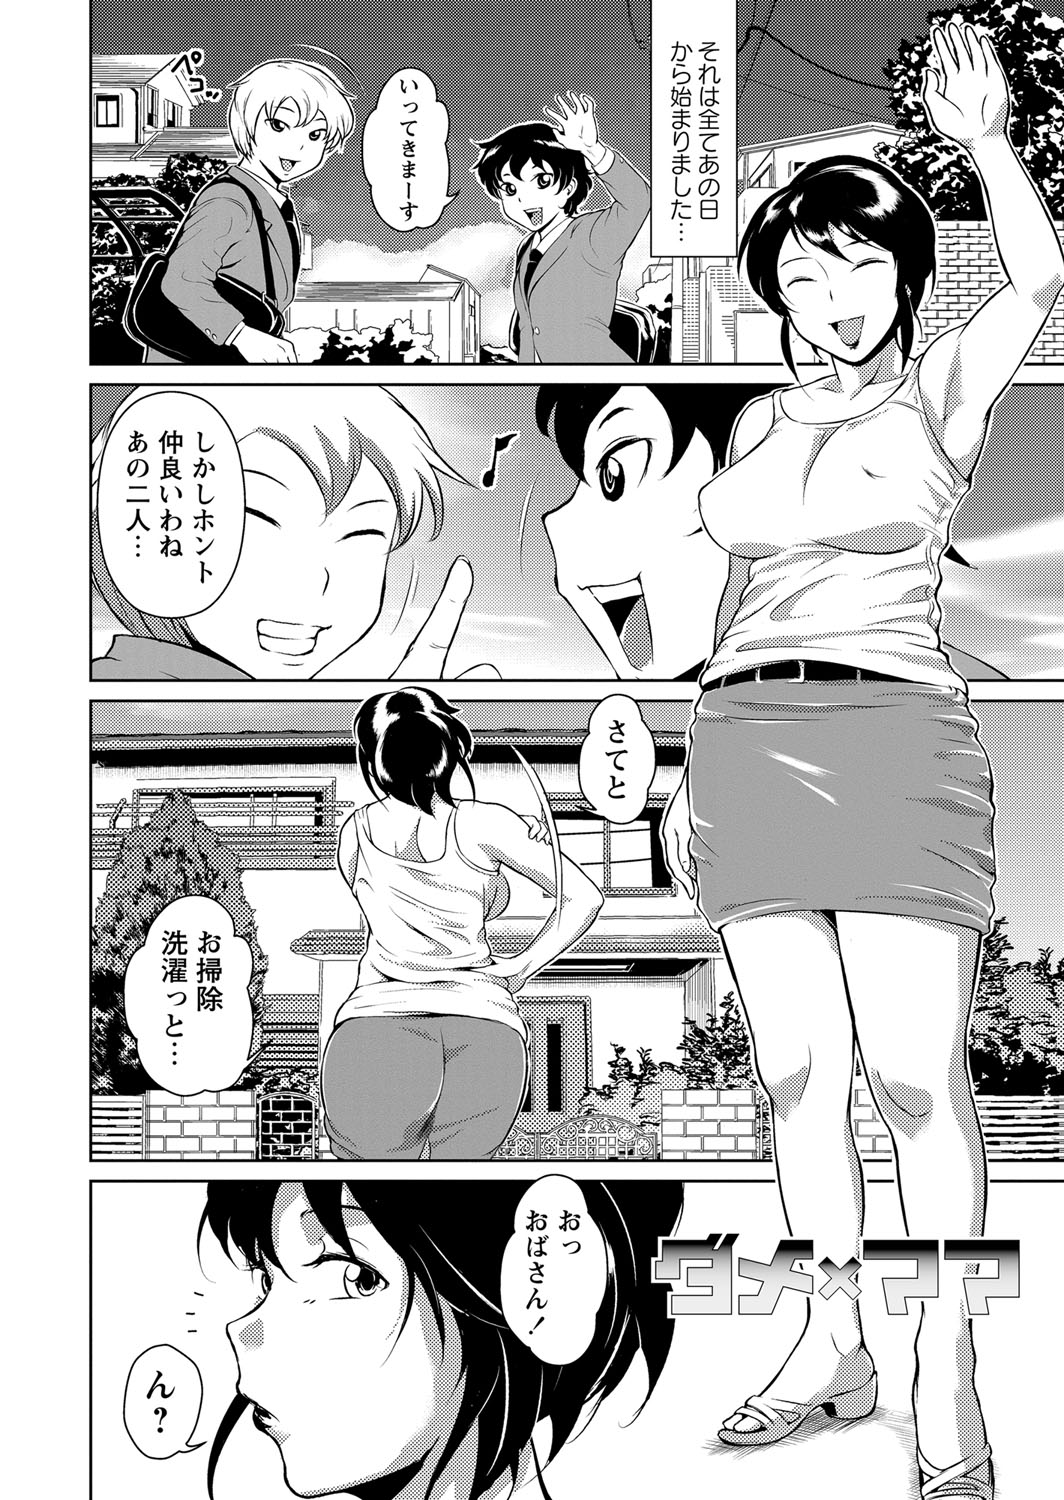 それは全てあの日
から始まりました…
いってきまーす
ペコッ
しかしホント
仲良いわね
あの二人…
さてと
お掃除
洗濯っと…
おっ
おばさん！
ん？
ダメ×ママ